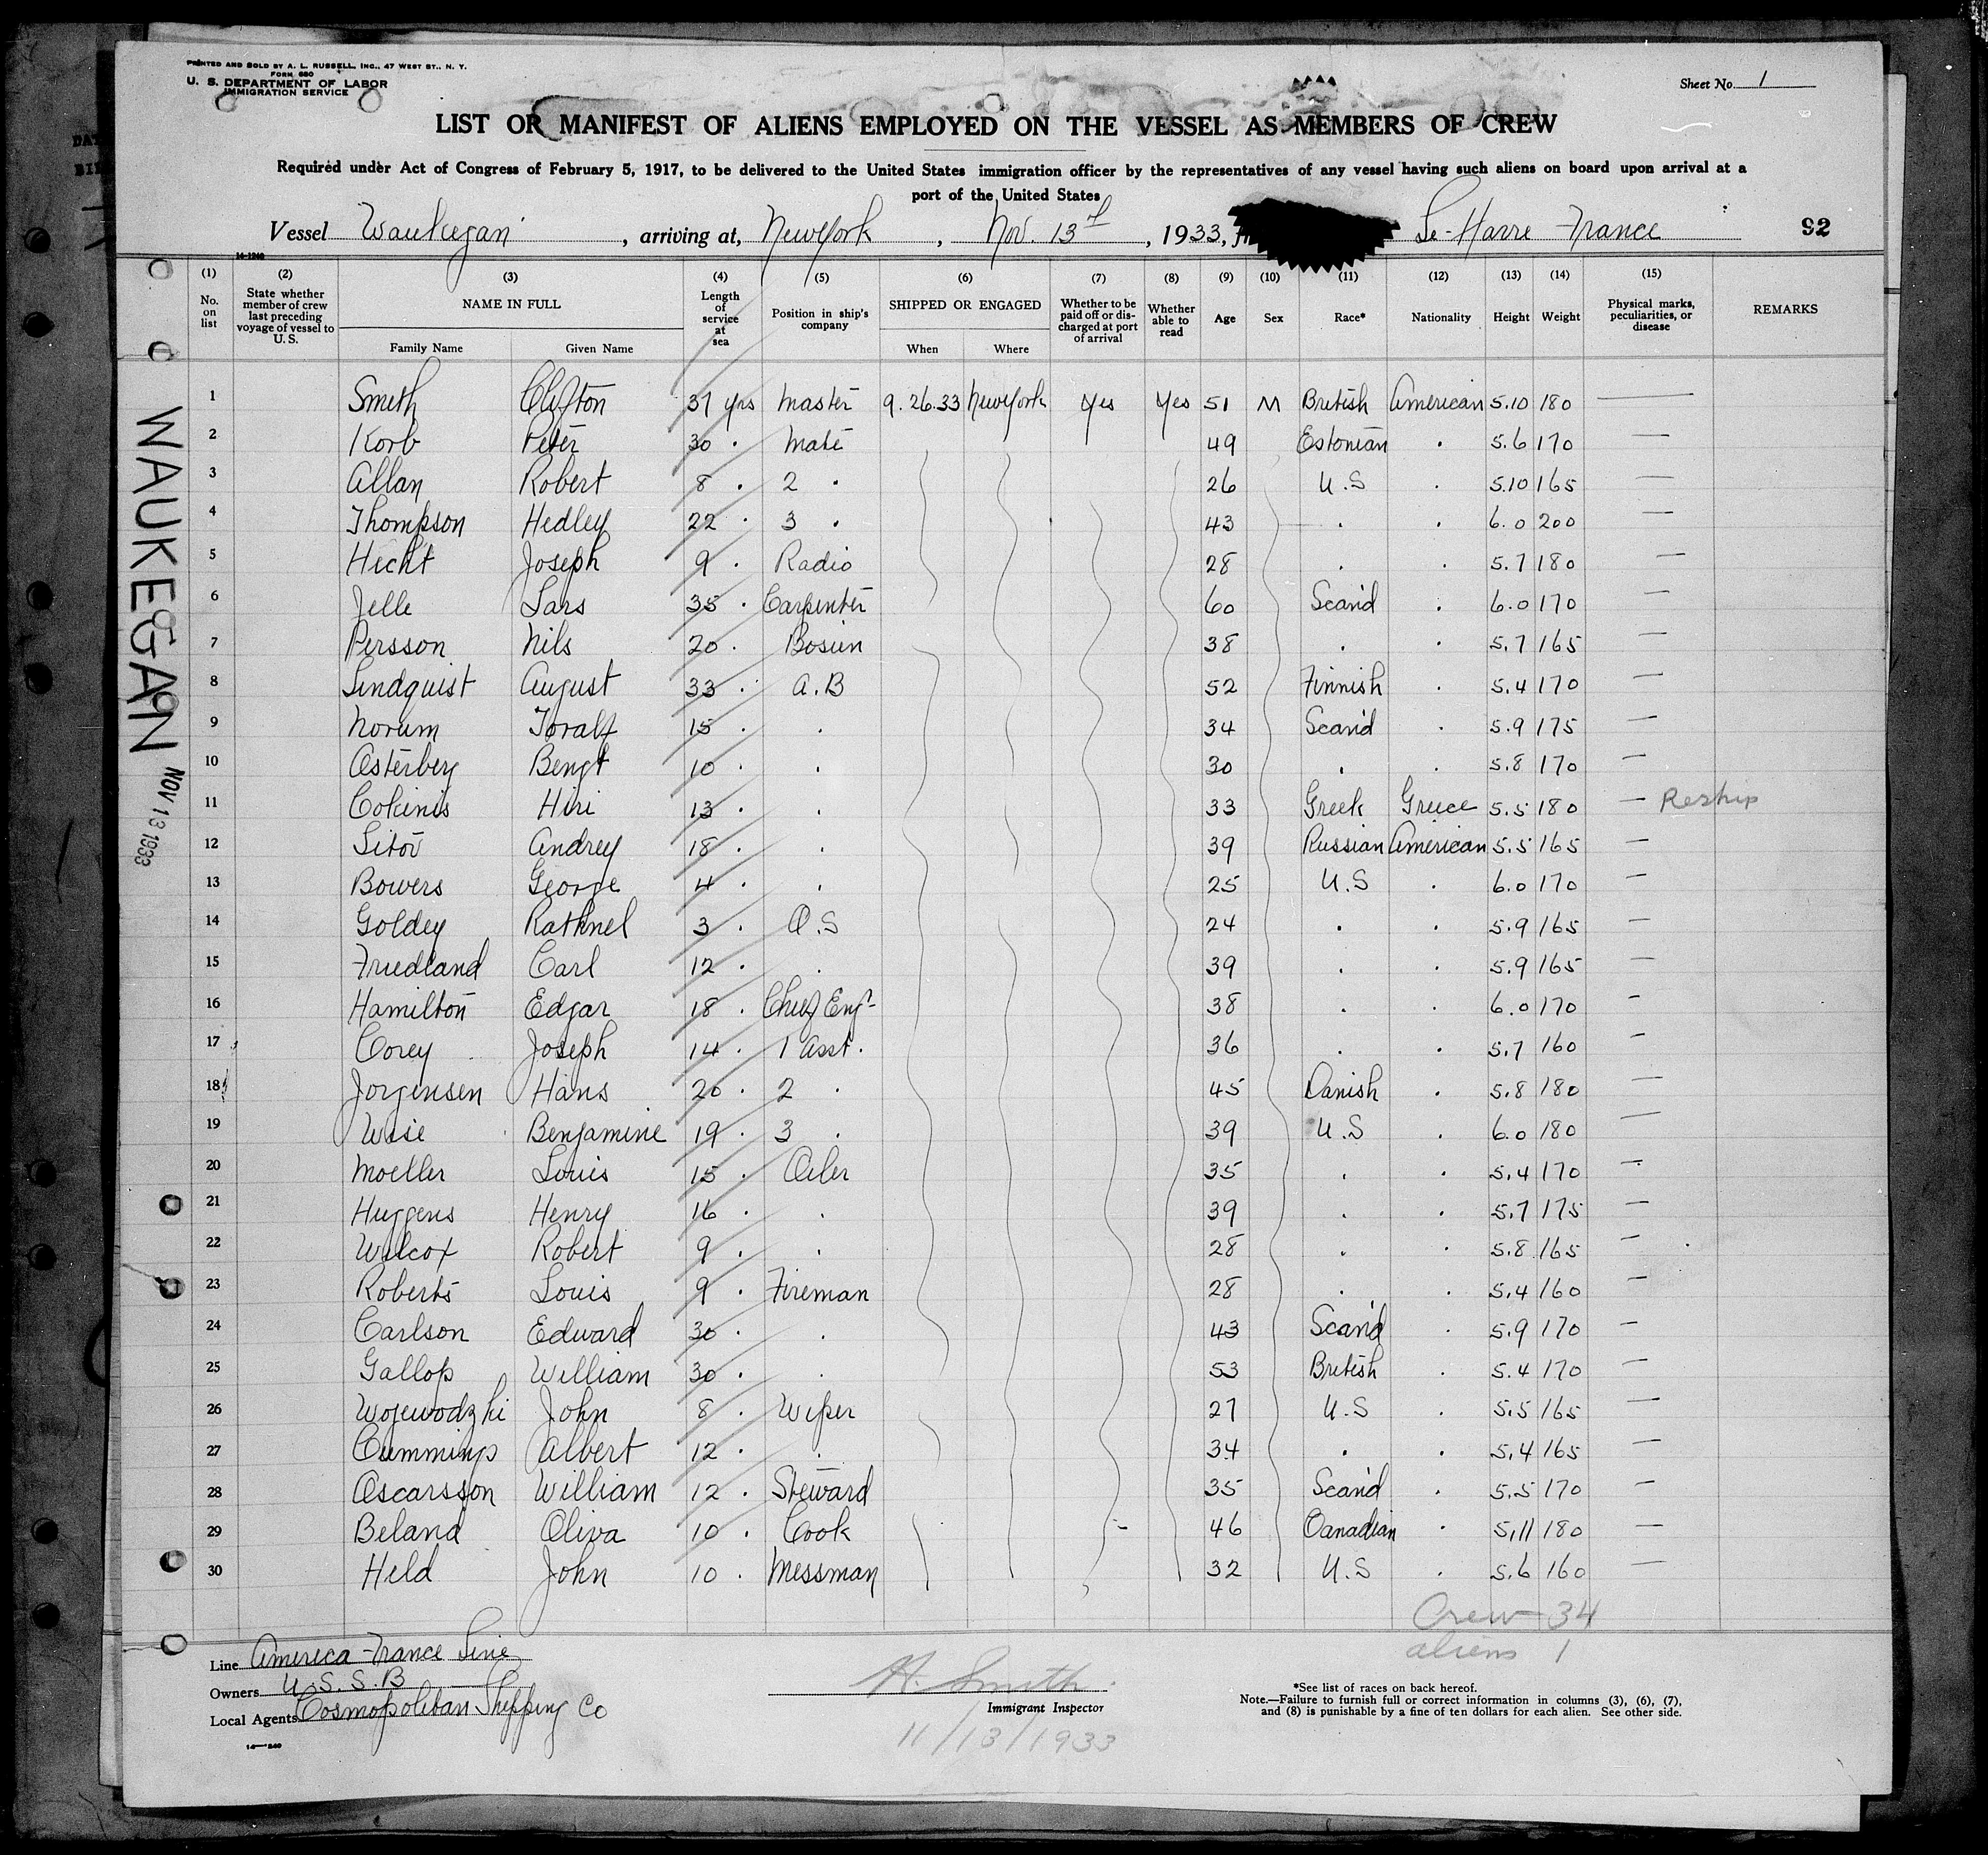 PRINTED AND SOLD BY A. L. RUSSELL, INC., 47 WEST ST., N. Y.
FORM 680
U. S. DEPARTMENT OF LABOR
IMMIGRATION SERVICE
Sheet No. 1
LIST OR MANIFEST OF ALIENS EMPLOYED ON THE VESSEL AS MEMBERS OF CREW
Required under Act of Congress of February 5, 1917, to be delivered to the United States immigration officer by the representatives of any vessel having such aliens on board upon arrival at a
port of the United States
Vessel Waukegan, arriving at, New York, Nov. 13th, 1933, Le-Havre France 92
14-1240
(1) No. on list (2) State whether member of crew last preceding voyage of vessel to U. S. (3) NAME IN FULL Family Name Given Name (4) Length of service at sea (5) Position in ship's company (6) SHIPPED OR ENGAGED When Where (7) Whether to be paid off or discharged at port of arrival (8) Whether able to read (9) Age (10) Sex (11) Race* (12) Nationality (13) Height (14) Weight (15) Physical marks, peculiarities, or disease REMARKS
1 Smith Clifton 37 yrs Master 9.26.33 New York Yes Yes 51 M British American 5.10 180 —
2 Korb Peter 30 . Mate 49 Estonian . 5.6 170 —
3 Allan Robert 8 . 2 . 26 U.S . 5.10 165 —
4 Thompson Hedley 22 . 3 . 43 . . 6.0 200 —
5 Hecht Joseph 9 . Radio 28 . . 5.7 180 —
6 Jelle Lars 35 . Carpenter 60 Scand . 6.0 170 —
7 Persson Nils 20 . Bosun 38 . . 5.7 165 —
8 Lindquist August 33 . A.B 52 Finnish . 5.4 170 —
9 Norum Toralf 15 . . 34 Scand . 5.9 175 —
10 Osterberg Bengt 10 . . 30 . . 5.8 170 —
11 Cokinis Hiri 13 . . 33 Greek Greece 5.5 180 — Reship
12 Sitov Andrey 18 . . 39 Russian American 5.5 165 —
13 Bowers George 4 . . 25 U.S . 6.0 170 —
14 Goldey Rathnel 3 . O.S 24 . . 5.9 165 —
15 Friedland Carl 12 . . 39 . . 5.9 165 —
16 Hamilton Edgar 18 . Chief Engr 38 . . 6.0 170 —
17 Corey Joseph 14 . 1 Asst. 36 . . 5.7 160 —
18 Jorgensen Hans 20 . 2 . 45 Danish . 5.8 180 —
19 Wise Benjamine 19 . 3 . 39 U.S . 6.0 180 —
20 Moeller Louis 15 . Oiler 35 . . 5.4 170 —
21 Huggens Henry 16 . . 39 . . 5.7 175 —
22 Wilcox Robert 9 . . 28 . . 5.8 165 —
23 Roberts Louis 9 . Fireman 28 . . 5.4 160 —
24 Carlson Edward 30 . . 43 Scand . 5.9 170 —
25 Gallop William 30 . . 53 British . 5.4 170 —
26 Wojewodzki John 8 . Wiper 27 U.S . 5.5 165 —
27 Cummings Albert 12 . . 34 . . 5.4 165 —
28 Oscarsson William 12 . Steward 35 Scand . 5.5 170 —
29 Beland Oliva 10 . Cook 46 Canadian . 5.11 180 —
30 Held John 10 . Messman 32 U.S . 5.6 160 —
Crew - 34
aliens 1
WAUKEGAN
NOV 13 1933
Line America France Line
Owners U.S.S.B
Local Agents Cosmopolitan Shipping Co
H. Smith
Immigrant Inspector
11/13/1933
*See list of races on back hereof.
Note.—Failure to furnish full or correct information in columns (3), (6), (7),
and (8) is punishable by a fine of ten dollars for each alien. See other side.
14—240